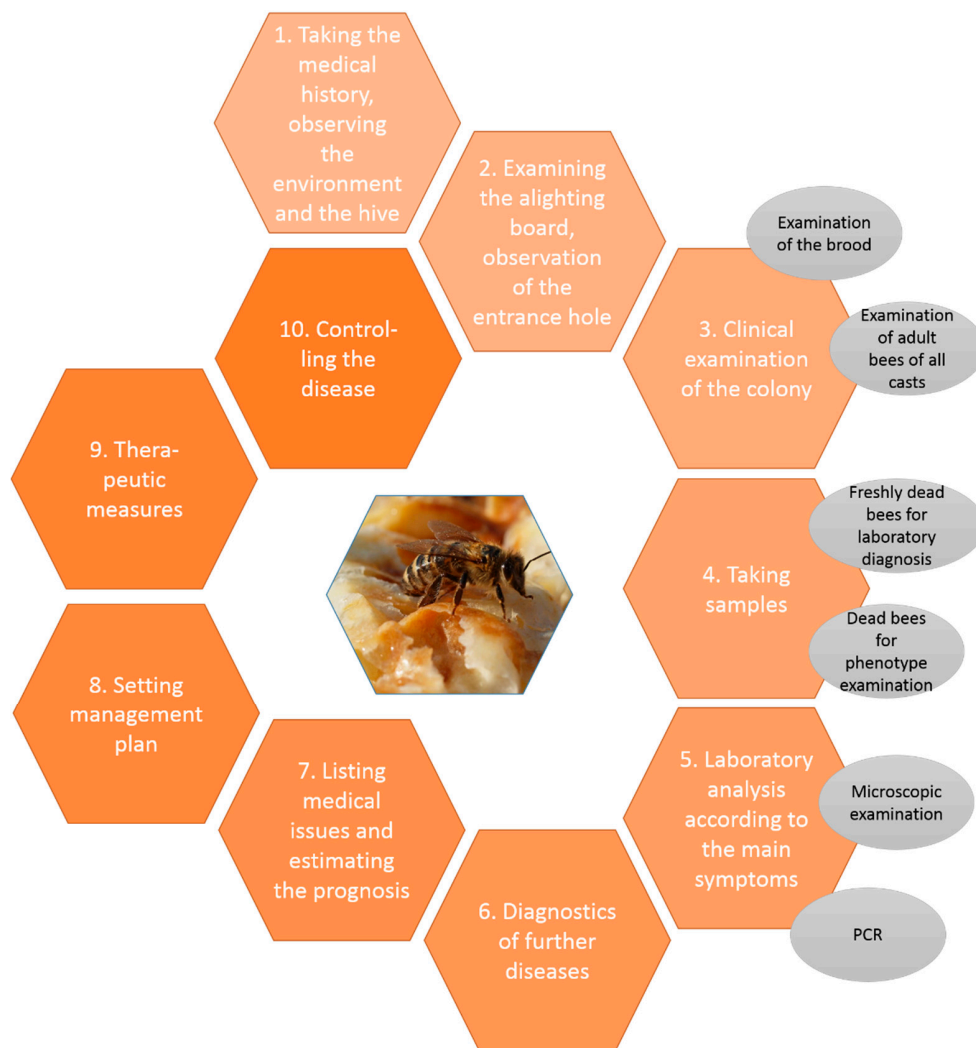 1. Taking the
medical
history,
observing
the
environment
and the hive
2. Examining
the alighting
board,
observation
of the
entrance hole
Examination
of the brood
3. Clinical
examination
of the colony
Examination
of adult
bees of all
casts
4. Taking
samples
Freshly dead
bees for
laboratory
diagnosis
Dead bees
for
phenotype
examination
5. Laboratory
analysis
according to
the main
symptoms
Microscopic
examination
PCR
6. Diagnostics
of further
diseases
7. Listing
medical
issues and
estimating
the prognosis
8. Setting
management
plan
9. Thera-
peutic
measures
10. Control-
ling the
disease